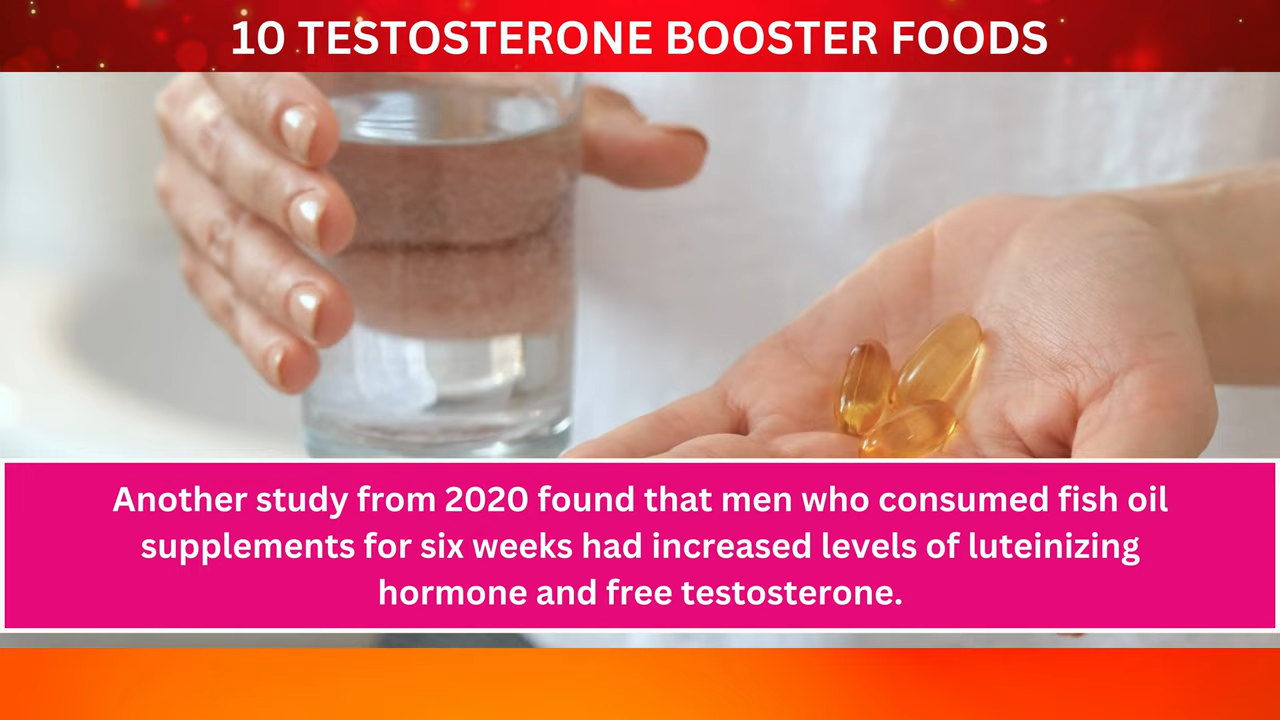 10 TESTOSTERONE BOOSTER FOODS
Another study from 2020 found that men who consumed fish oil
supplements for six weeks had increased levels of luteinizing
hormone and free testosterone.